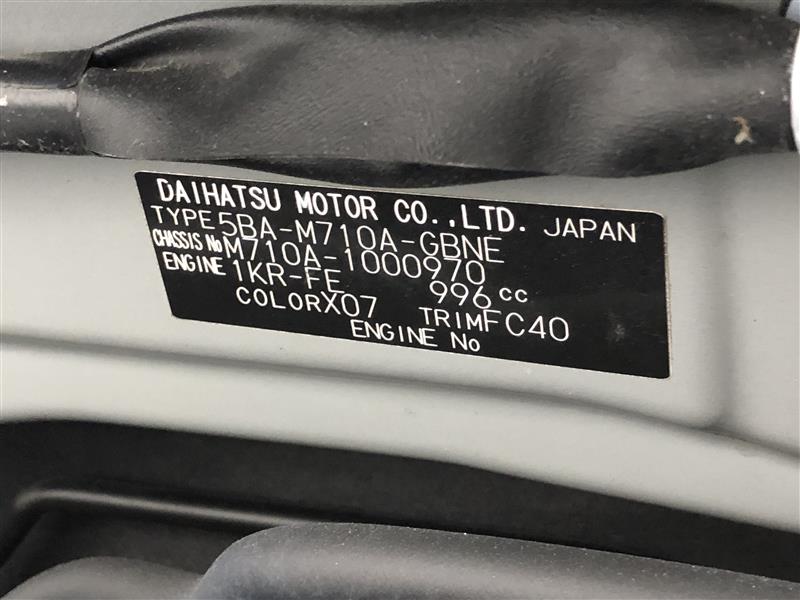 DAIHATSU MOTOR CO.,LTD. JAPAN
TYPE 5BA-M710A-GBNE
CHASSIS No M710A-1000970
ENGINE 1KR-FE 996 cc
COLOR X07 TRIM FC40
ENGINE No